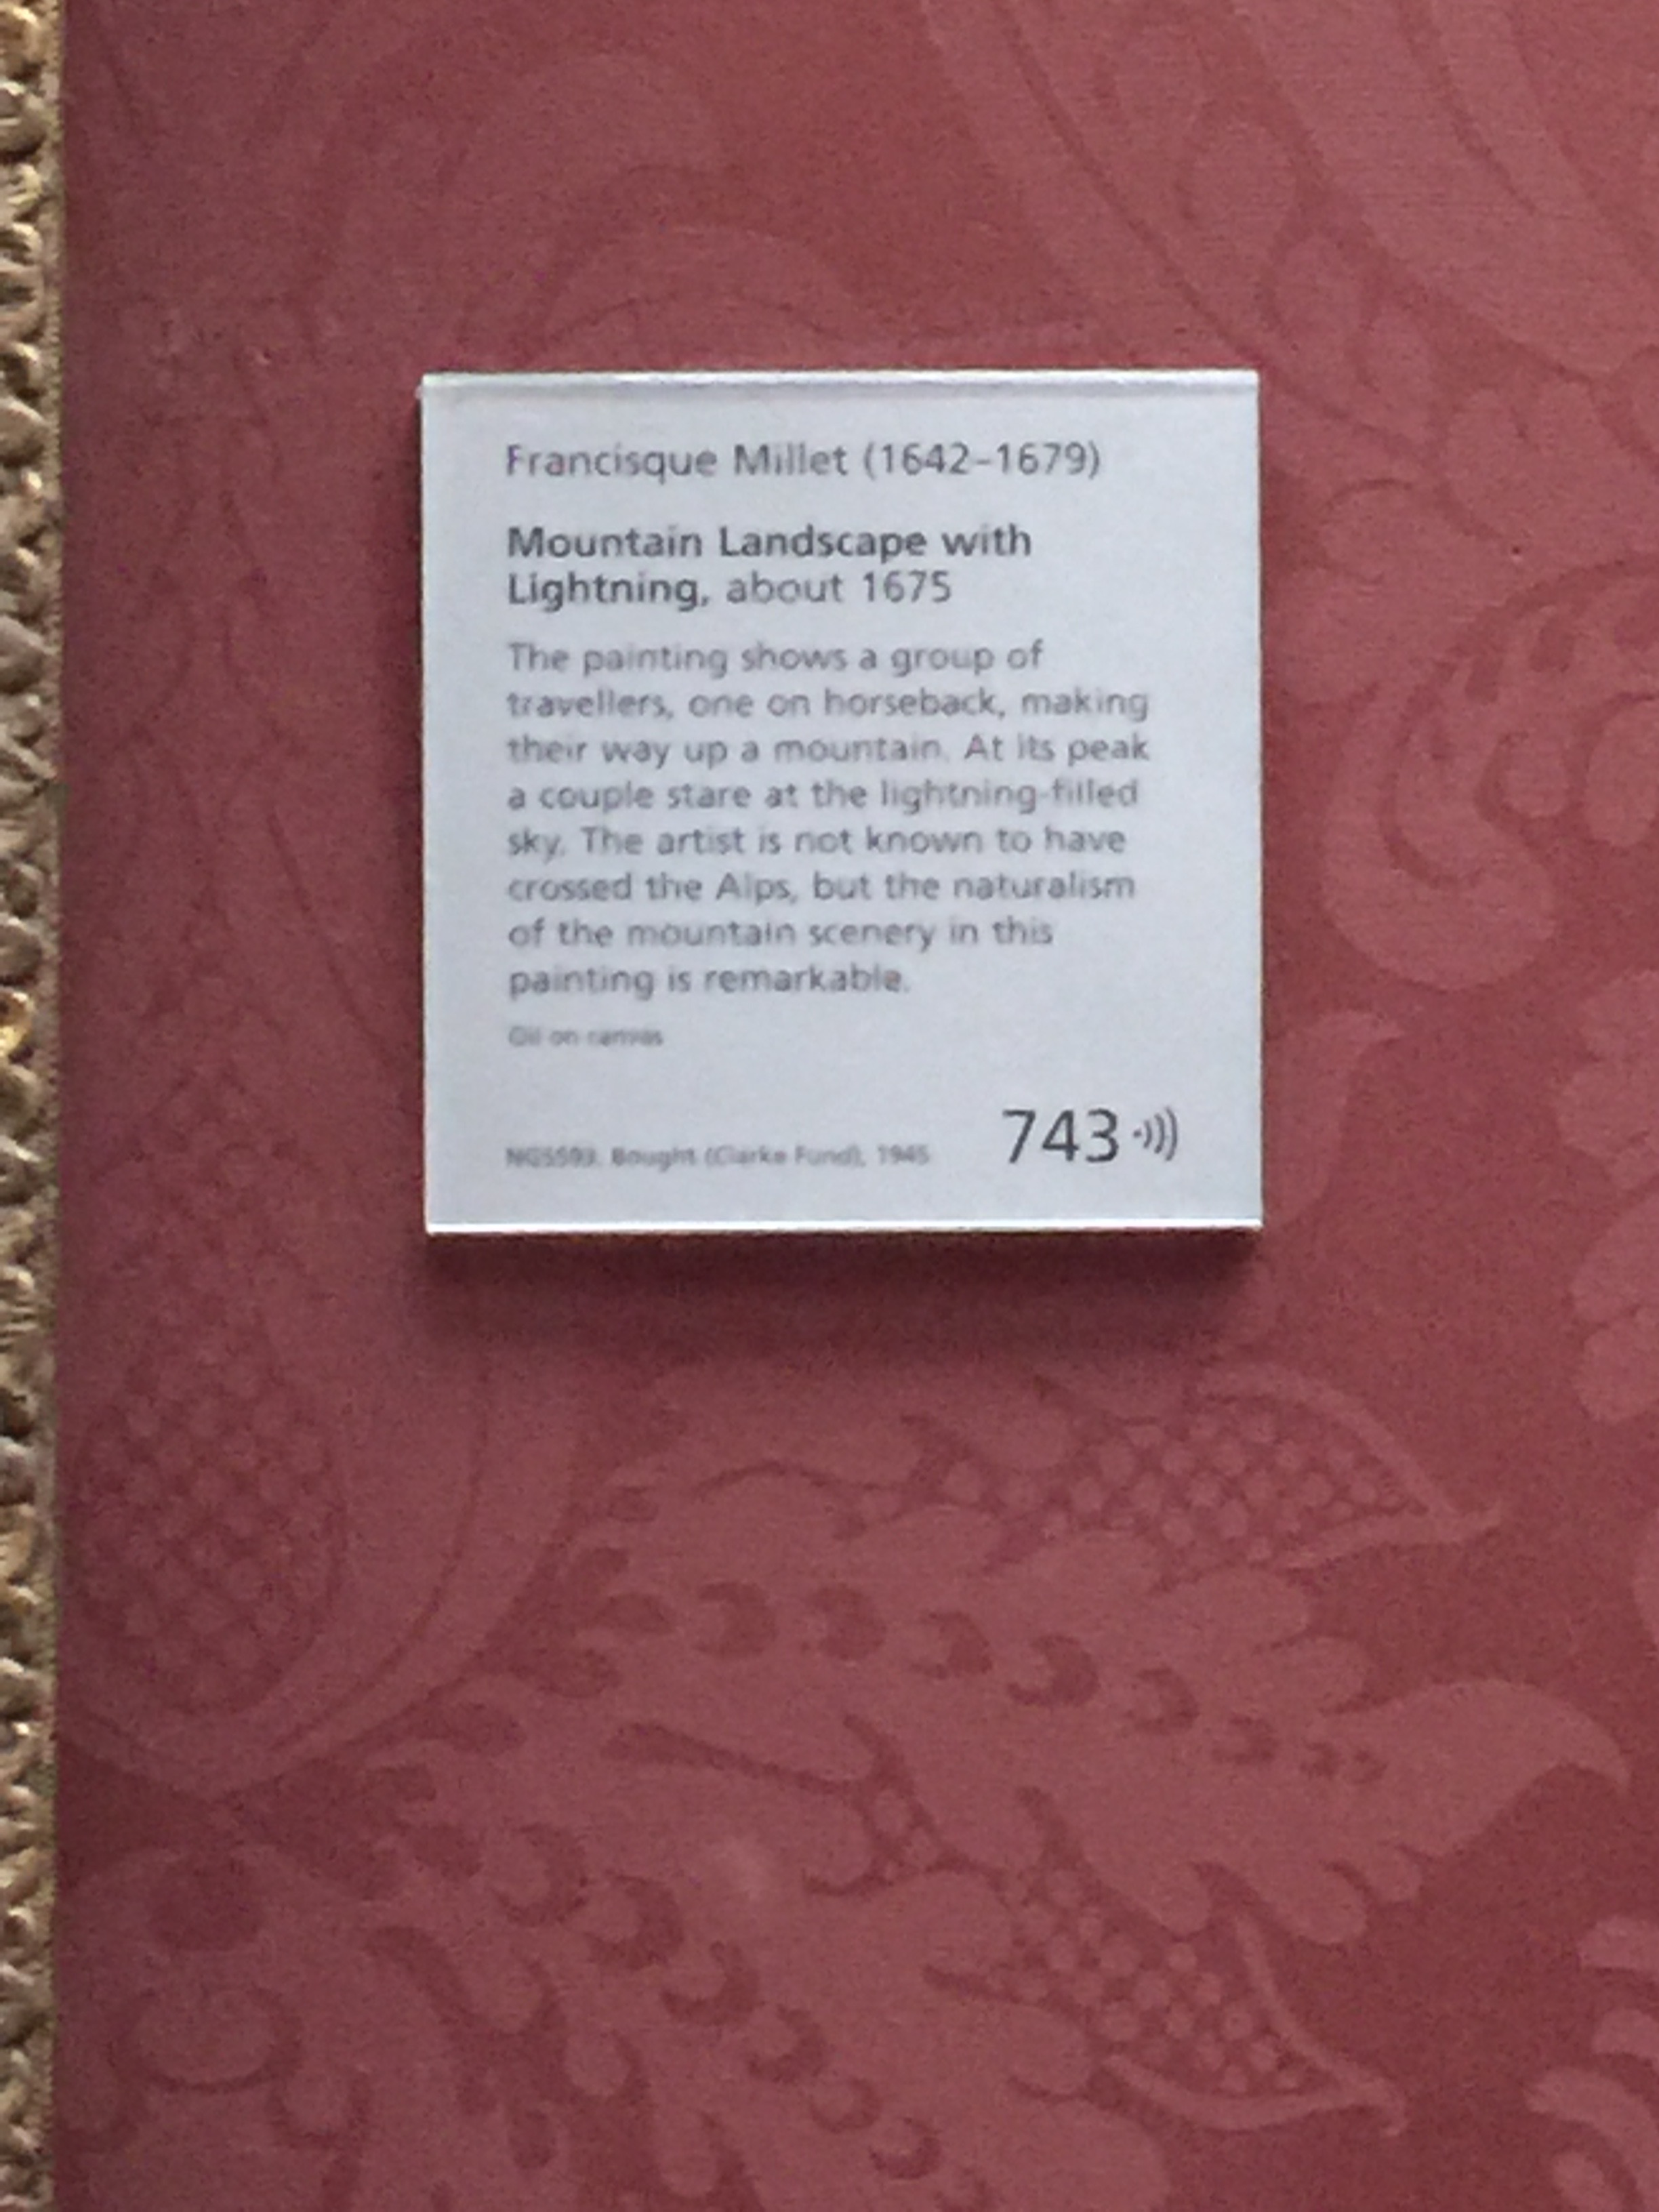 Francisque Millet (1642–1679)
Mountain Landscape with
Lightning, about 1675
The painting shows a group of
travellers, one on horseback, making
their way up a mountain. At its peak
a couple stare at the lightning-filled
sky. The artist is not known to have
crossed the Alps, but the naturalism
of the mountain scenery in this
painting is remarkable.
Oil on canvas
NG5593. Bought (Clarke Fund), 1945
743